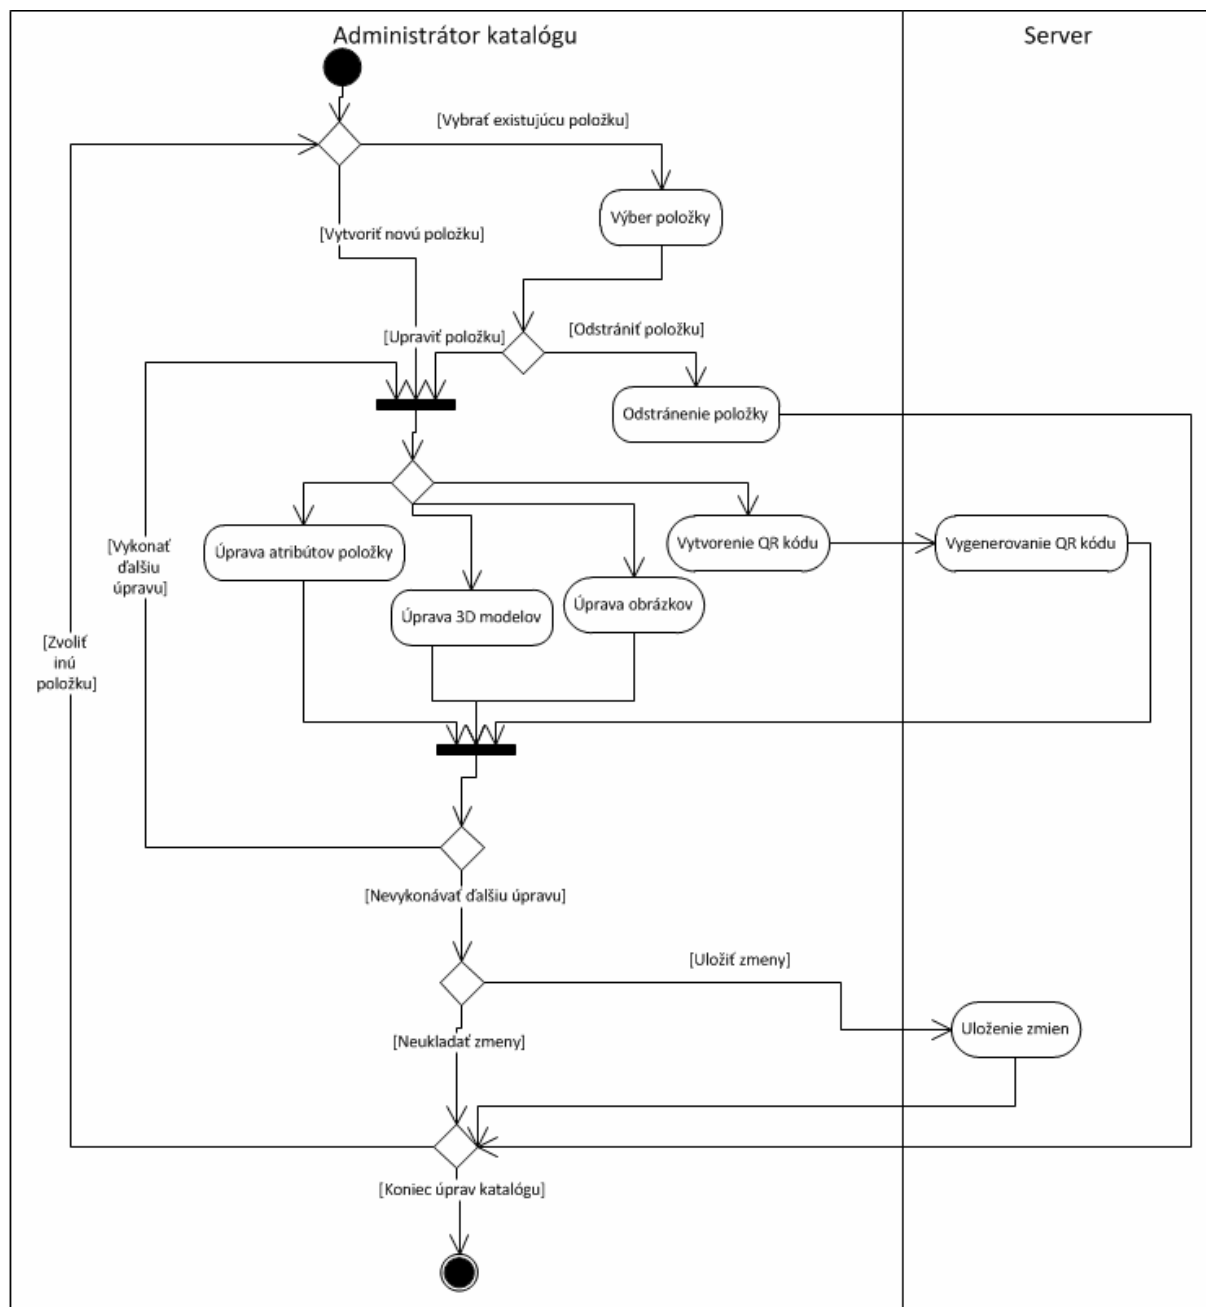 Administrátor katalógu
Server
[Vybrať existujúcu položku]
Výber položky
[Vytvoriť novú položku]
[Upraviť položku]
[Odstrániť položku]
Odstránenie položky
[Vykonať
ďalšiu
úpravu]
Úprava atribútov položky
Vytvorenie QR kódu
Vygenerovanie QR kódu
Úprava 3D modelov
Úprava obrázkov
[Zvoliť
inú
položku]
[Nevykonávať ďalšiu úpravu]
[Uložiť zmeny]
Uloženie zmien
[Neukladať zmeny]
[Koniec úprav katalógu]